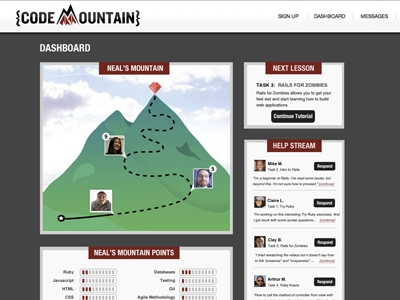 {CODE MOUNTAIN}
SIGN UP
DASHBOARD
MESSAGES
DASHBOARD
NEAL'S MOUNTAIN
9
5
NEAL'S MOUNTAIN POINTS
Ruby
Javascript
HTML
CSS
Databases
Testing
Git
Agile Methodology
NEXT LESSON
TASK 3: RAILS FOR ZOMBIES
Rails for Zombies allows you to get your
feet wet and start learning how to build
web applications.
Continue Tutorial
HELP STREAM
Mike M.
Task 2. Intro to Rails
Respond
"I'm a beginner to Rails, I've read some books, but
beyond this, I'm not sure how to proceed" [continue]
Claire L.
Task 1. Try Ruby
Respond
"I'm working on this interesting Try Ruby exercises. And
I got stuck with some syntax questions... [continue]
Clay B.
Task 3. Rails for Zombies
Respond
"I tried researching the videos but it doesn't say how
to link "presence" and "uniqueness" ... [continue]
Arthur M.
Task 4. Ruby Koans
Respond
"How to call the method of controller from view with